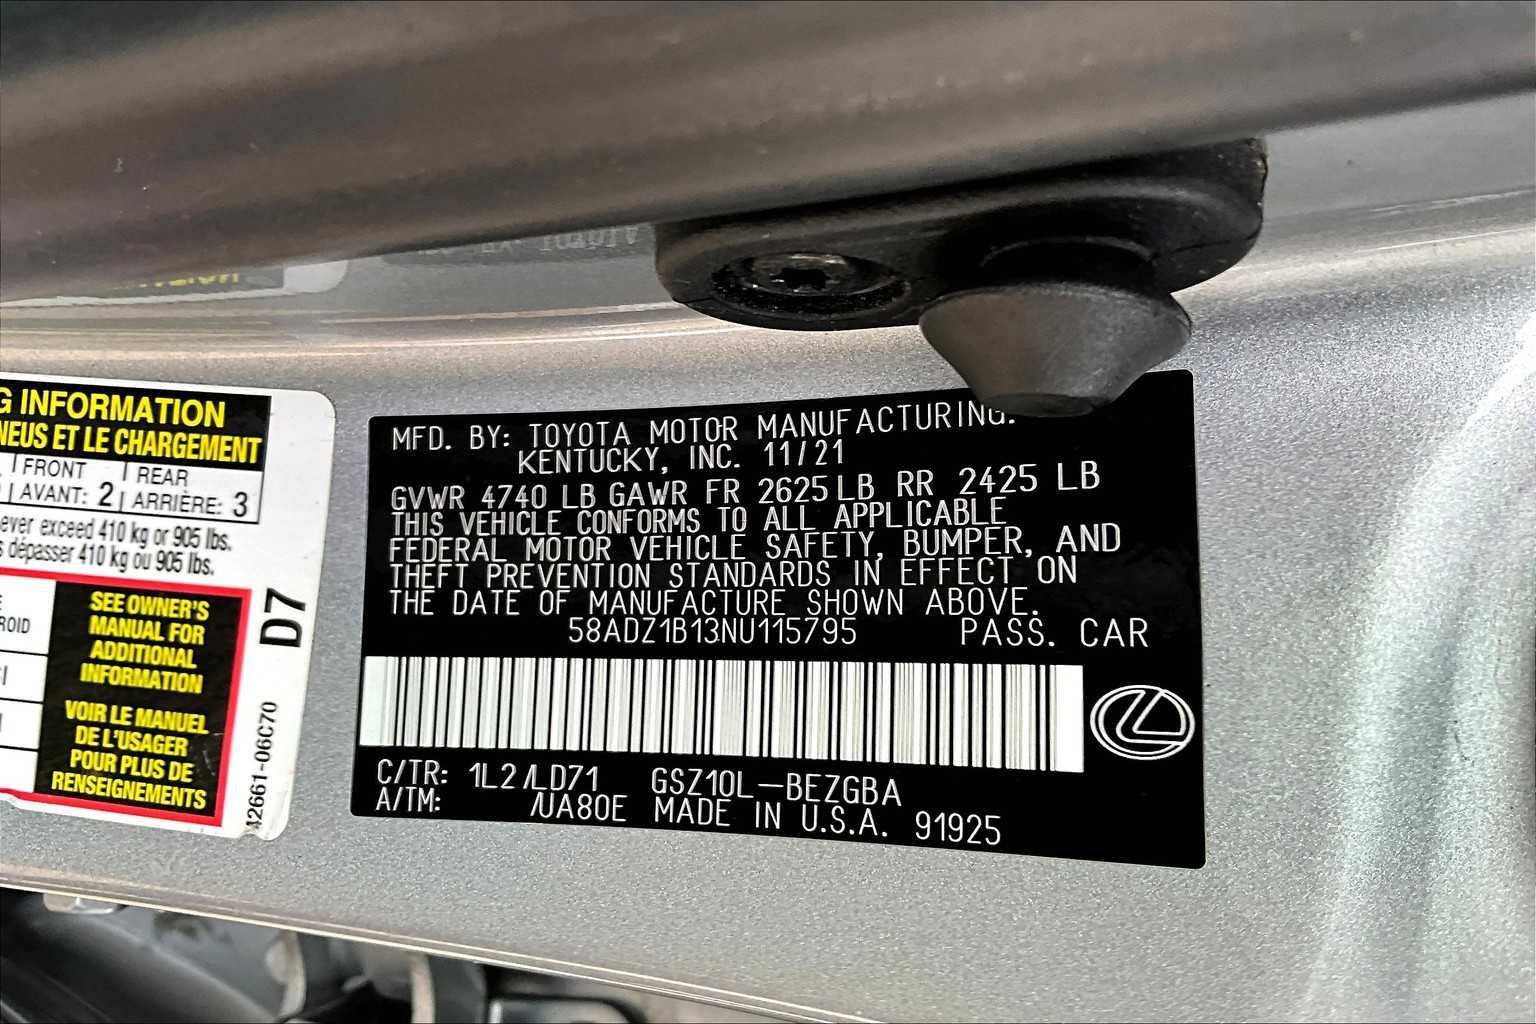 G INFORMATION
NEUS ET LE CHARGEMENT
FRONT REAR
AVANT: 2 ARRIÈRE: 3
ever exceed 410 kg or 905 lbs.
dépasser 410 kg ou 905 lbs.
SEE OWNER'S
MANUAL FOR
ADDITIONAL
INFORMATION
VOIR LE MANUEL
DE L'USAGER
POUR PLUS DE
RENSEIGNEMENTS
D7
42661-06C70
MFD. BY: TOYOTA MOTOR MANUFACTURING.
KENTUCKY, INC. 11/21
GVWR 4740 LB GAWR FR 2625 LB RR 2425 LB
THIS VEHICLE CONFORMS TO ALL APPLICABLE
FEDERAL MOTOR VEHICLE SAFETY, BUMPER, AND
THEFT PREVENTION STANDARDS IN EFFECT ON
THE DATE OF MANUFACTURE SHOWN ABOVE.
58ADZ1B13NU115795 PASS. CAR
C/TR: 1L2 /LD71 GSZ10L-BEZGBA
A/TM: /UA80E MADE IN U.S.A. 91925